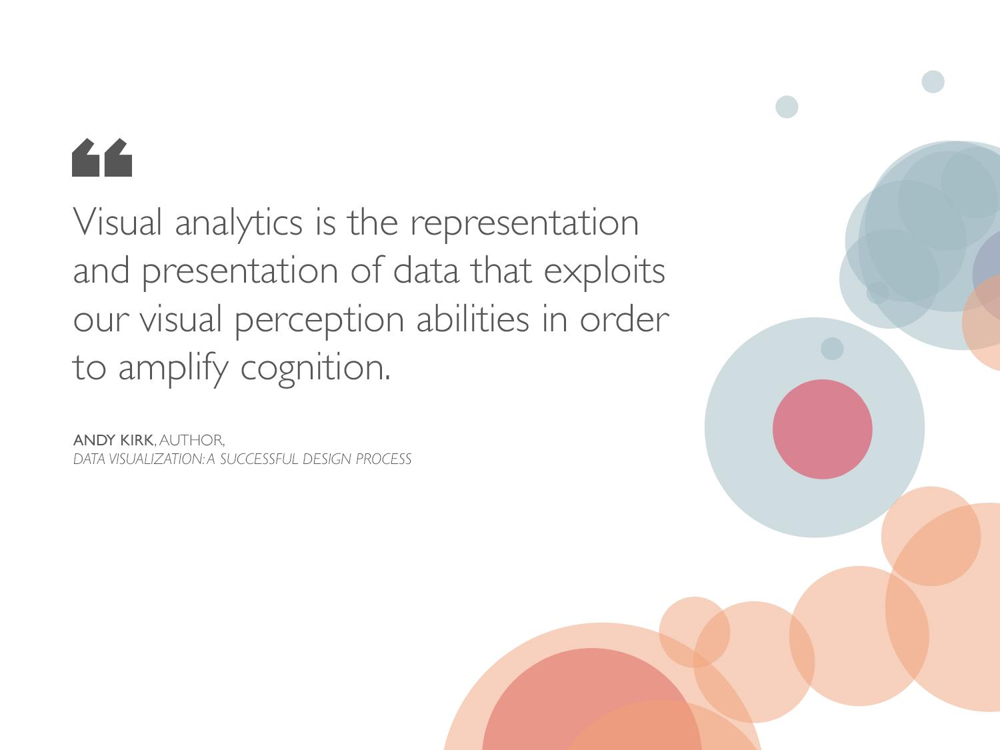 “
Visual analytics is the representation
and presentation of data that exploits
our visual perception abilities in order
to amplify cognition.
ANDY KIRK, AUTHOR,
DATA VISUALIZATION: A SUCCESSFUL DESIGN PROCESS